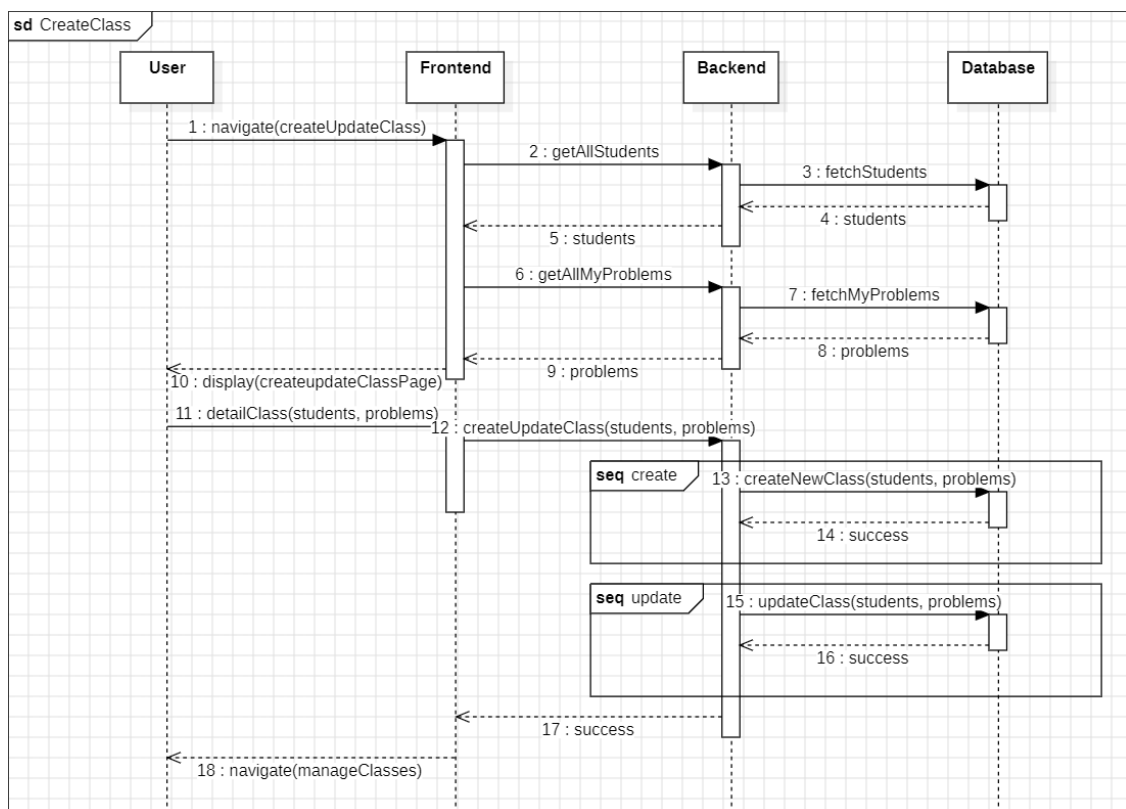 sd CreateClass
User
Frontend
Backend
Database
1 : navigate(createUpdateClass)
2 : getAllStudents
3 : fetchStudents
4 : students
5 : students
6 : getAllMyProblems
7 : fetchMyProblems
8 : problems
9 : problems
10 : display(createupdateClassPage)
11 : detailClass(students, problems)
12 : createUpdateClass(students, problems)
seq create
13 : createNewClass(students, problems)
14 : success
seq update
15 : updateClass(students, problems)
16 : success
17 : success
18 : navigate(manageClasses)